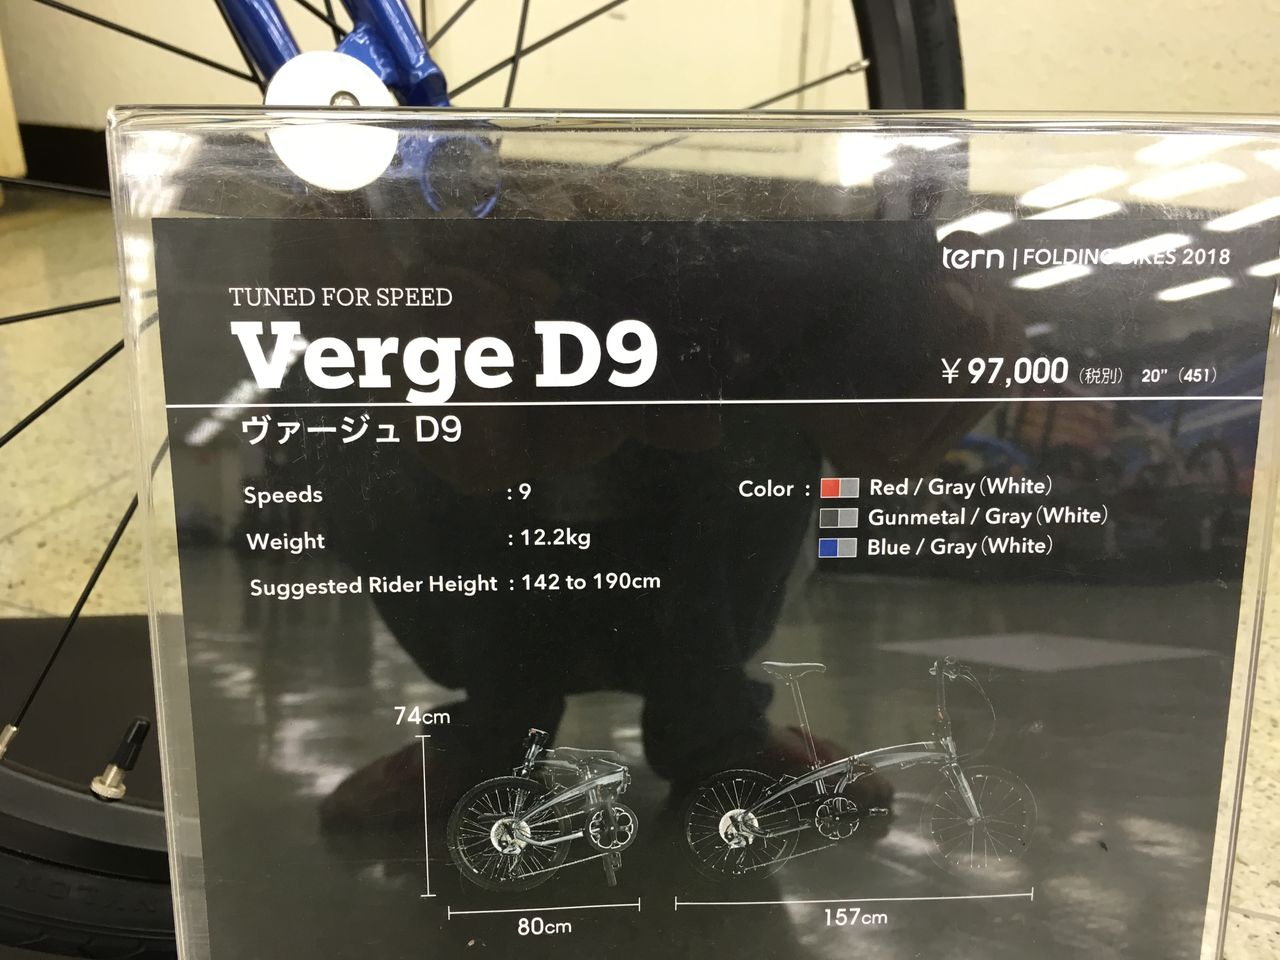 tern | FOLDING BIKES 2018
TUNED FOR SPEED
Verge D9
¥97,000 (税別) 20" (451)
ヴァージュ D9
Speeds : 9
Weight : 12.2kg
Suggested Rider Height : 142 to 190cm
Color : Red / Gray (White)
Gunmetal / Gray (White)
Blue / Gray (White)
74cm
80cm
157cm